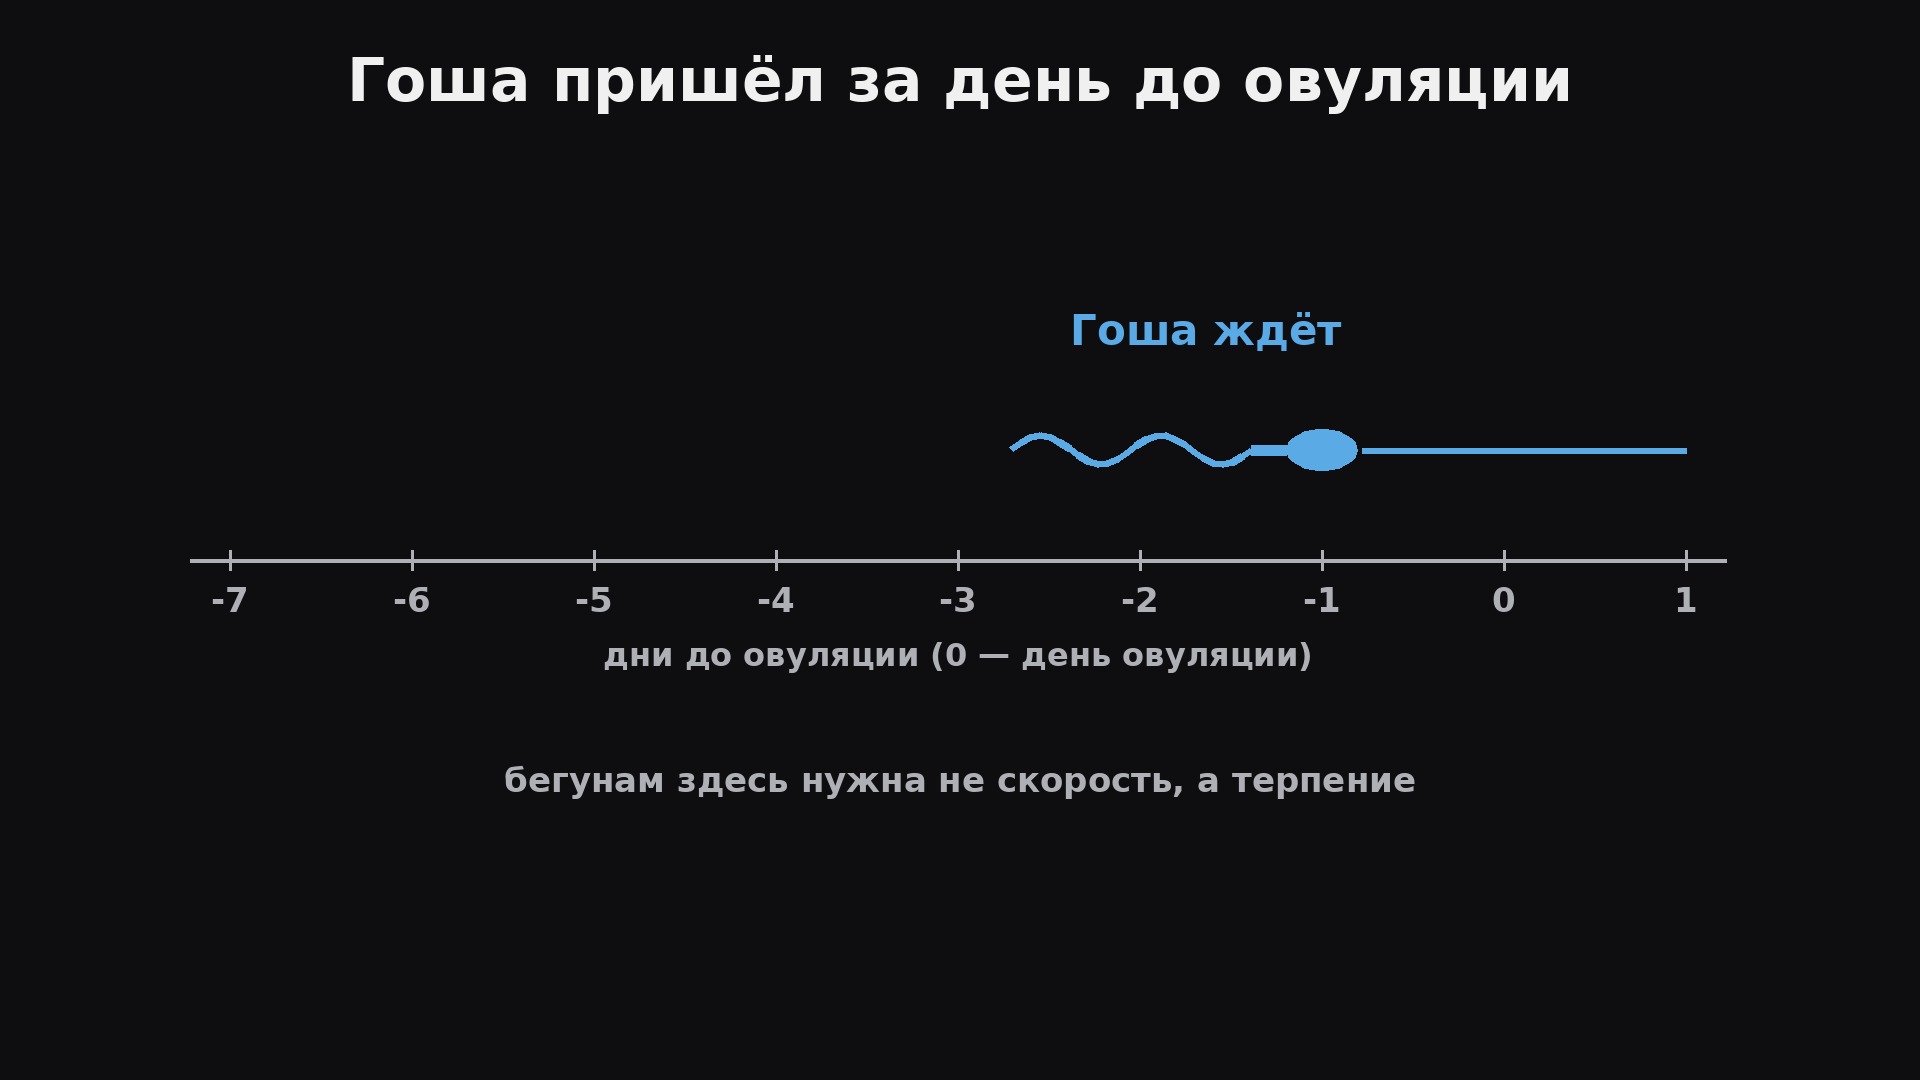 Гоша пришёл за день до овуляции
Гоша ждёт
-7 -6 -5 -4 -3 -2 -1 0 1
дни до овуляции (0 — день овуляции)
бегунам здесь нужна не скорость, а терпение